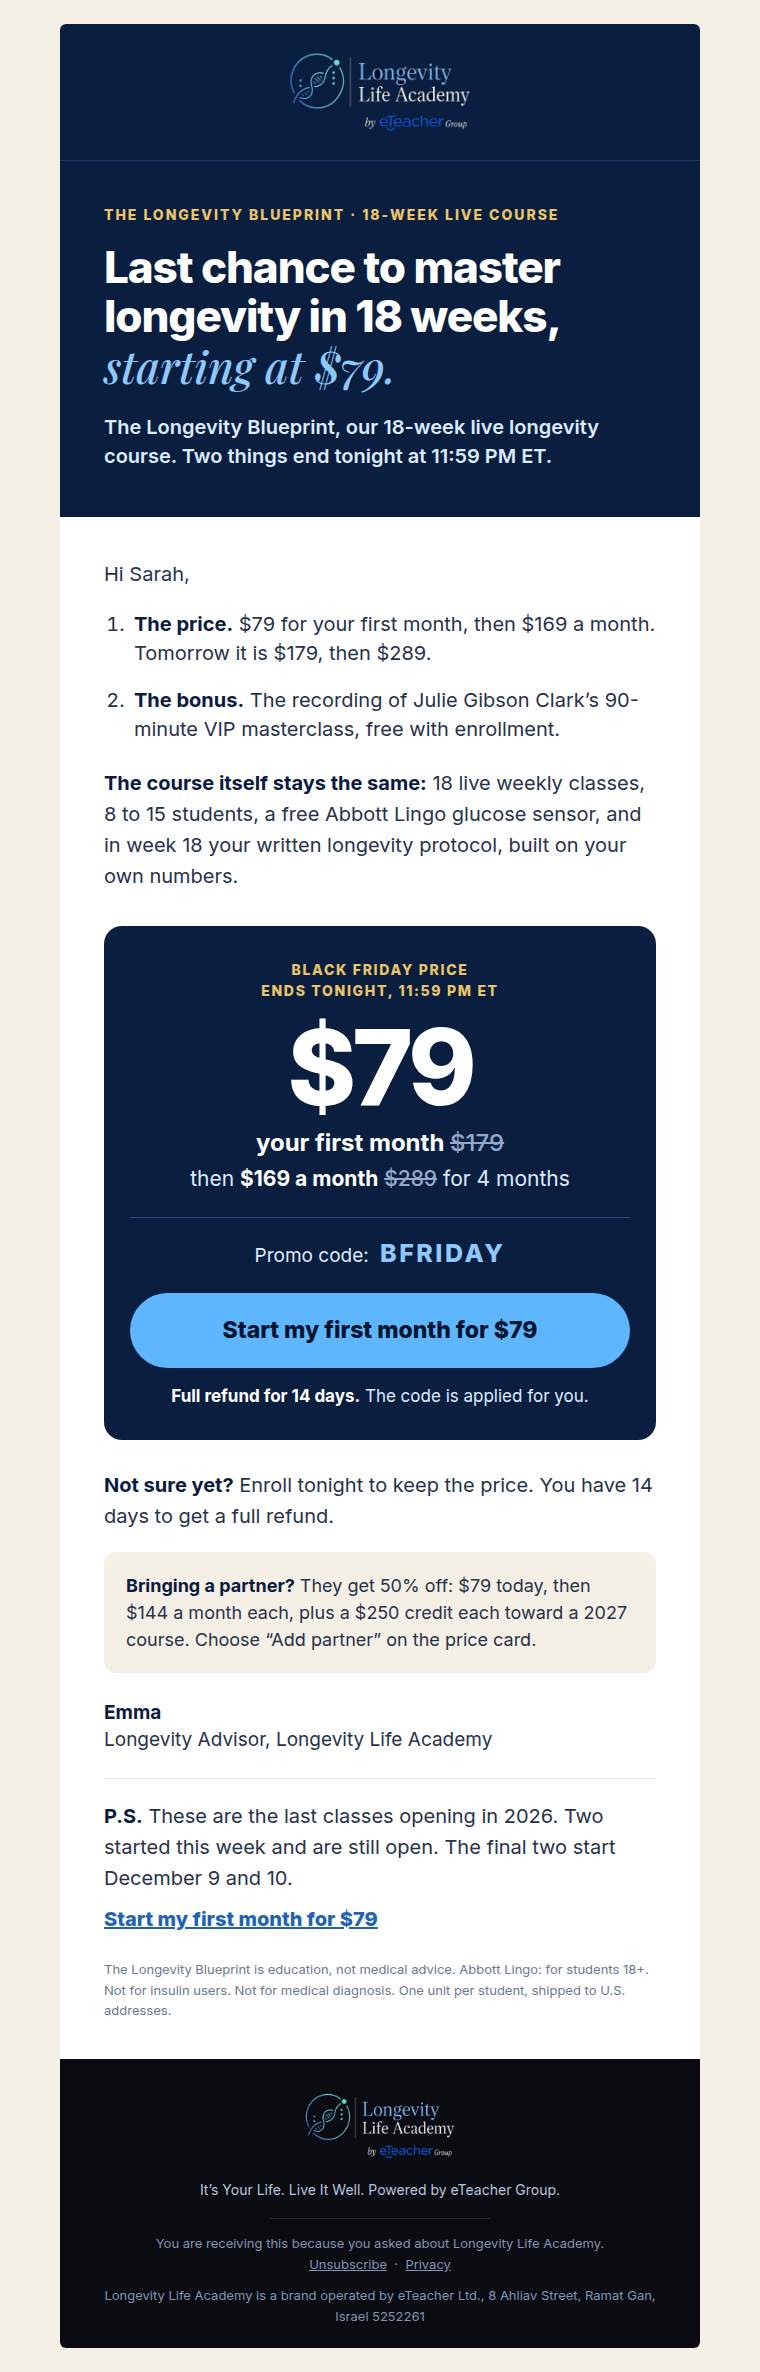 Longevity
Life Academy
by eTeacher Group
THE LONGEVITY BLUEPRINT · 18-WEEK LIVE COURSE
Last chance to master
longevity in 18 weeks,
starting at $79.
The Longevity Blueprint, our 18-week live longevity
course. Two things end tonight at 11:59 PM ET.
Hi Sarah,
1. The price. $79 for your first month, then $169 a month.
Tomorrow it is $179, then $289.
2. The bonus. The recording of Julie Gibson Clark’s 90-
minute VIP masterclass, free with enrollment.
The course itself stays the same: 18 live weekly classes,
8 to 15 students, a free Abbott Lingo glucose sensor, and
in week 18 your written longevity protocol, built on your
own numbers.
BLACK FRIDAY PRICE
ENDS TONIGHT, 11:59 PM ET
$79
your first month $179
then $169 a month $289 for 4 months
Promo code: BFRIDAY
Start my first month for $79
Full refund for 14 days. The code is applied for you.
Not sure yet? Enroll tonight to keep the price. You have 14
days to get a full refund.
Bringing a partner? They get 50% off: $79 today, then
$144 a month each, plus a $250 credit each toward a 2027
course. Choose “Add partner” on the price card.
Emma
Longevity Advisor, Longevity Life Academy
P.S. These are the last classes opening in 2026. Two
started this week and are still open. The final two start
December 9 and 10.
Start my first month for $79
The Longevity Blueprint is education, not medical advice. Abbott Lingo: for students 18+.
Not for insulin users. Not for medical diagnosis. One unit per student, shipped to U.S.
addresses.
Longevity
Life Academy
by eTeacher Group
It’s Your Life. Live It Well. Powered by eTeacher Group.
You are receiving this because you asked about Longevity Life Academy.
Unsubscribe · Privacy
Longevity Life Academy is a brand operated by eTeacher Ltd., 8 Ahliav Street, Ramat Gan,
Israel 5252261